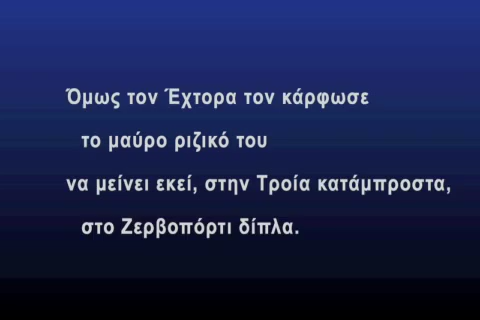 Όμως τον Έχτορα τον κάρφωσε
το μαύρο ριζικό του
να μείνει εκεί, στην Τροία κατάμπροστα,
στο Ζερβοπόρτι δίπλα.